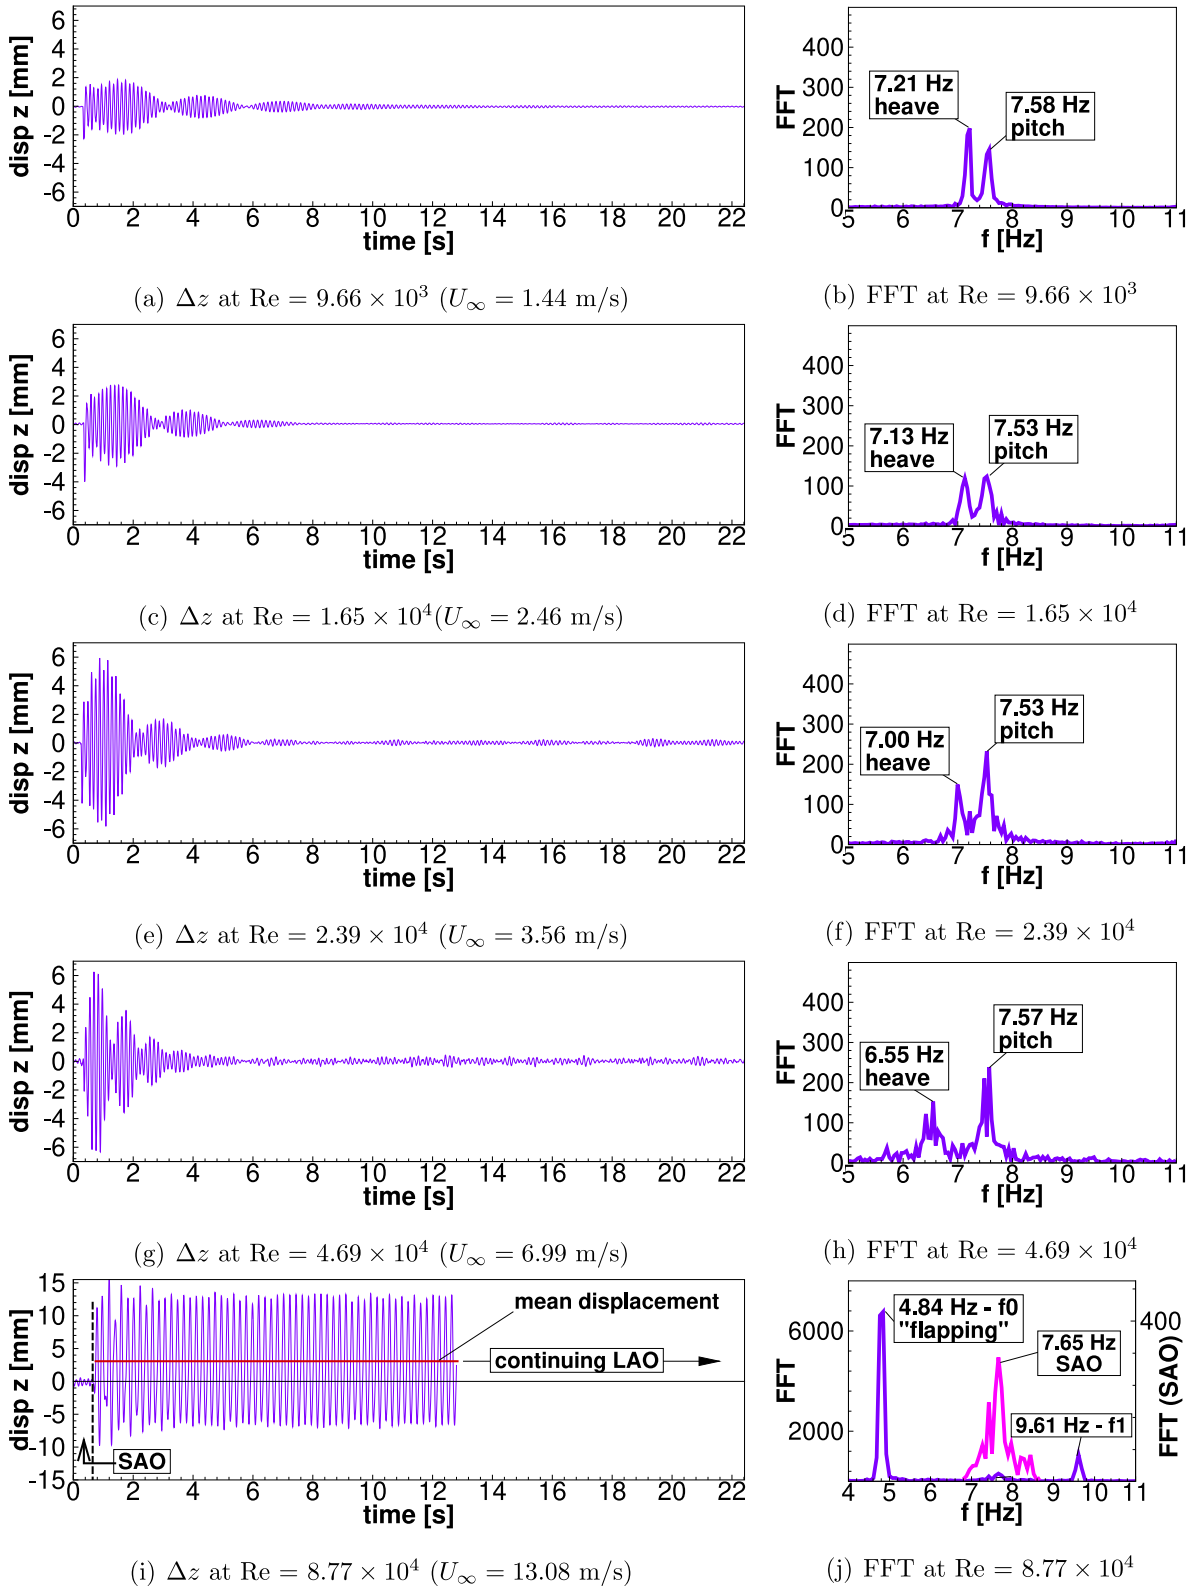 disp z [mm]
6
4
2
0
-2
-4
-6
0 2 4 6 8 10 12 14 16 18 20 22
time [s]
FFT
400
300
200
100
0
7.21 Hz
heave
7.58 Hz
pitch
5 6 7 8 9 10 11
f [Hz]
(a) Δz at Re = 9.66 × 10³ (U∞ = 1.44 m/s)
(b) FFT at Re = 9.66 × 10³
disp z [mm]
6
4
2
0
-2
-4
-6
0 2 4 6 8 10 12 14 16 18 20 22
time [s]
FFT
400
300
200
100
0
7.13 Hz
heave
7.53 Hz
pitch
5 6 7 8 9 10 11
f [Hz]
(c) Δz at Re = 1.65 × 10⁴(U∞ = 2.46 m/s)
(d) FFT at Re = 1.65 × 10⁴
disp z [mm]
6
4
2
0
-2
-4
-6
0 2 4 6 8 10 12 14 16 18 20 22
time [s]
FFT
400
300
200
100
0
7.00 Hz
heave
7.53 Hz
pitch
5 6 7 8 9 10 11
f [Hz]
(e) Δz at Re = 2.39 × 10⁴ (U∞ = 3.56 m/s)
(f) FFT at Re = 2.39 × 10⁴
disp z [mm]
6
4
2
0
-2
-4
-6
0 2 4 6 8 10 12 14 16 18 20 22
time [s]
FFT
400
300
200
100
0
6.55 Hz
heave
7.57 Hz
pitch
5 6 7 8 9 10 11
f [Hz]
(g) Δz at Re = 4.69 × 10⁴ (U∞ = 6.99 m/s)
(h) FFT at Re = 4.69 × 10⁴
disp z [mm]
15
10
5
0
-5
-10
-15
mean displacement
continuing LAO
SAO
0 2 4 6 8 10 12 14 16 18 20 22
time [s]
FFT
6000
2000
4.84 Hz - f0
"flapping"
7.65 Hz
SAO
9.61 Hz - f1
400
FFT (SAO)
4 5 6 7 8 9 10 11
f [Hz]
(i) Δz at Re = 8.77 × 10⁴ (U∞ = 13.08 m/s)
(j) FFT at Re = 8.77 × 10⁴